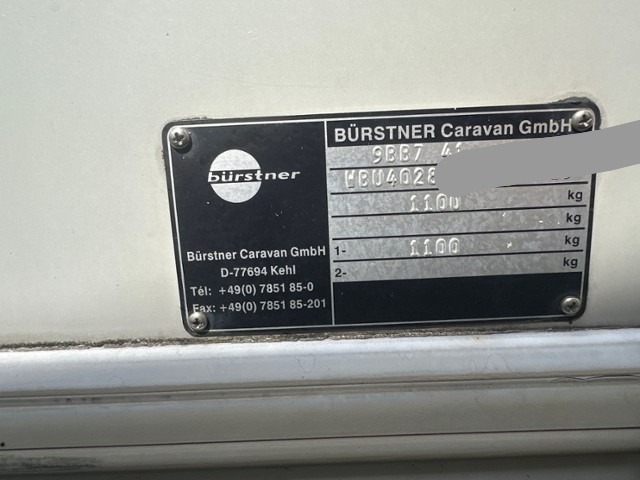 BÜRSTNER Caravan GmbH
9BB7
bürstner
WBU4028
1100 kg
kg
Bürstner Caravan GmbH
D-77694 Kehl
Tél: +49(0) 7851 85-0
Fax: +49(0) 7851 85-201
1- 1100 kg
2- kg